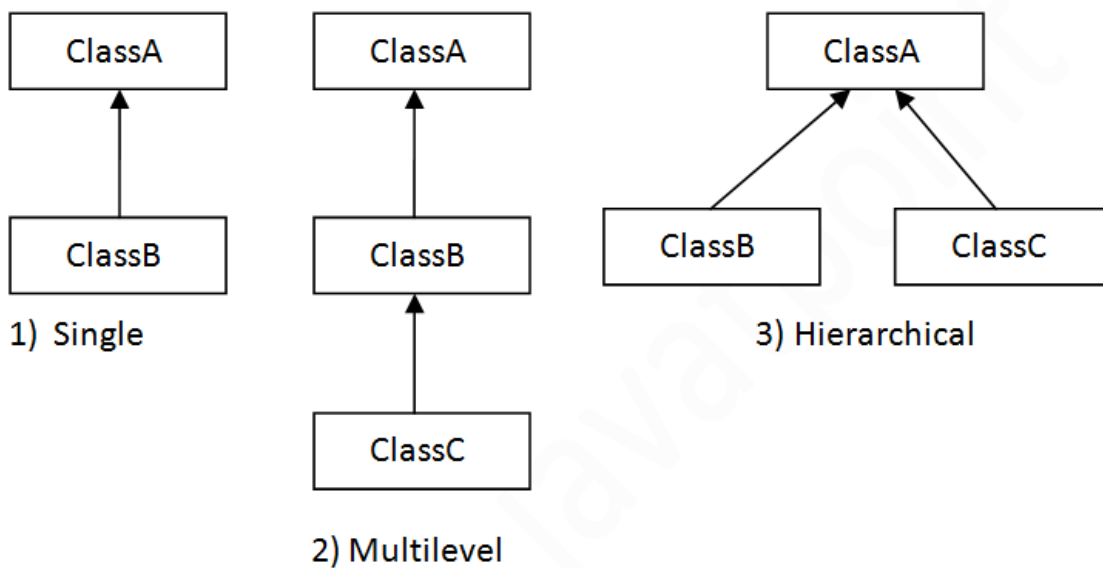 ClassA
ClassB
1) Single
ClassA
ClassB
ClassC
2) Multilevel
ClassA
ClassB
ClassC
3) Hierarchical